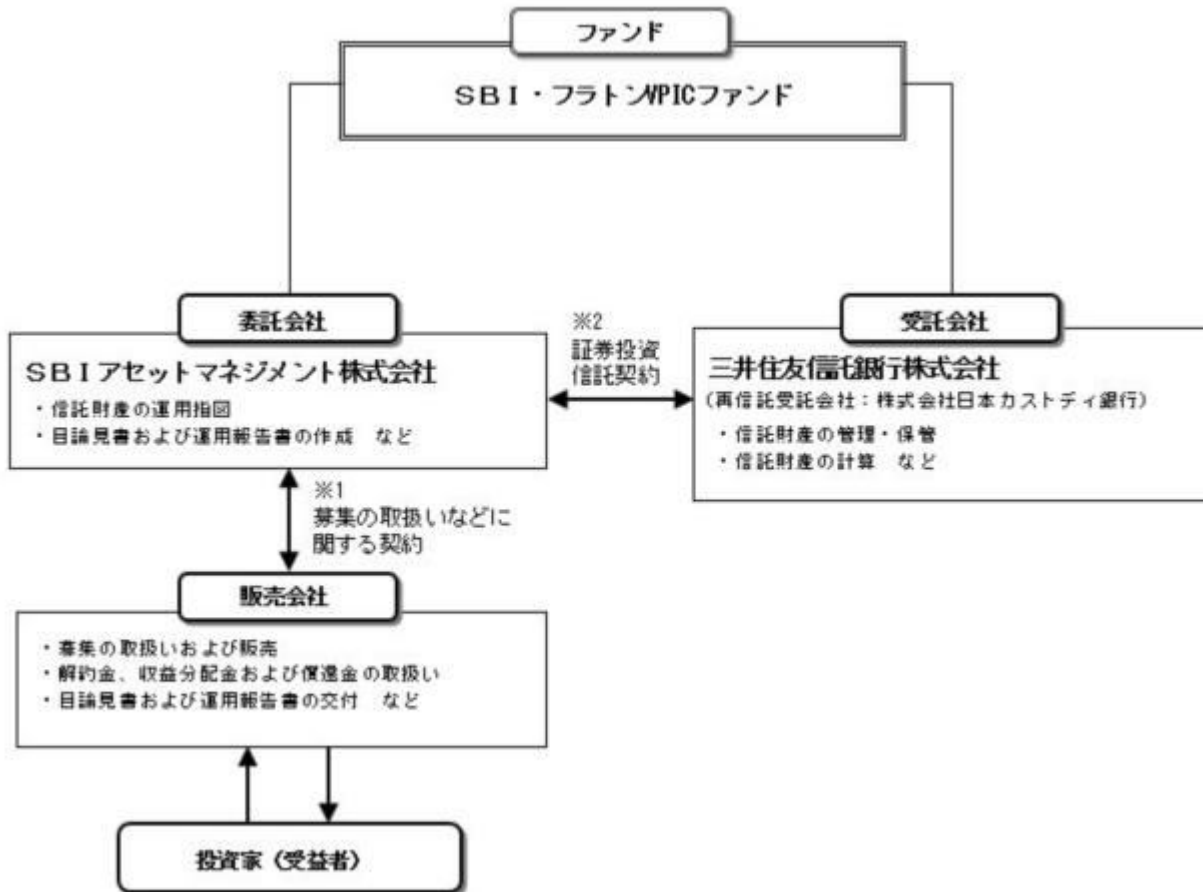 ファンド
SBI・フラトンVPICファンド
委託会社
SBIアセットマネジメント株式会社
・信託財産の運用指図
・目論見書および運用報告書の作成　など
※2
証券投資
信託契約
受託会社
三井住友信託銀行株式会社
(再信託受託会社：株式会社日本カストディ銀行)
・信託財産の管理・保管
・信託財産の計算　など
※1
募集の取扱いなどに
関する契約
販売会社
・募集の取扱いおよび販売
・解約金、収益分配金および償還金の取扱い
・目論見書および運用報告書の交付　など
投資家（受益者）